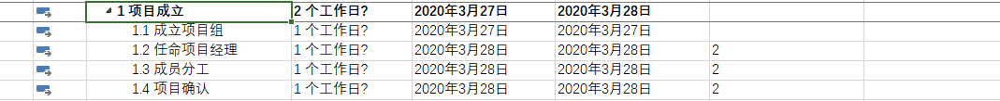 1 项目成立 2 个工作日? 2020年3月27日 2020年3月28日
1.1 成立项目组 1 个工作日? 2020年3月27日 2020年3月27日
1.2 任命项目经理 1 个工作日? 2020年3月28日 2020年3月28日 2
1.3 成员分工 1 个工作日? 2020年3月28日 2020年3月28日 2
1.4 项目确认 1 个工作日? 2020年3月28日 2020年3月28日 2